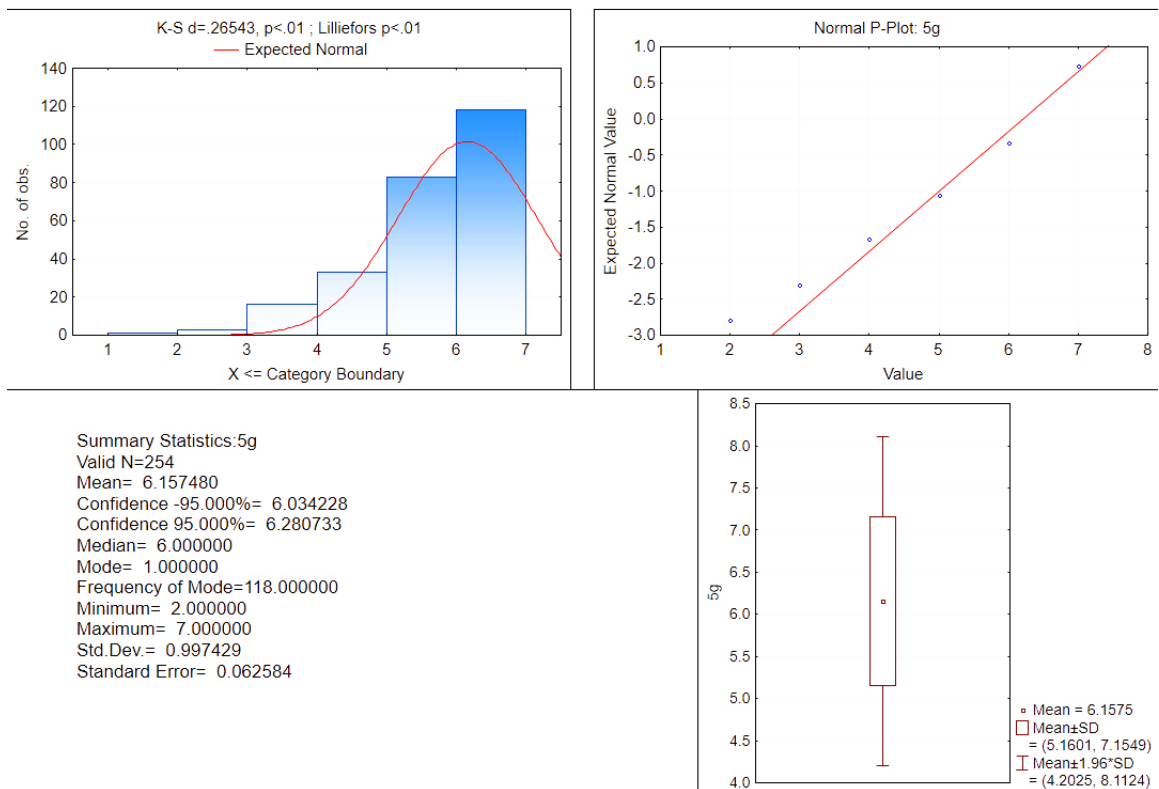 K-S d=.26543, p<.01 ; Lilliefors p<.01
Expected Normal
140
120
100
80
60
40
20
0
No. of obs.
1 2 3 4 5 6 7
X <= Category Boundary
Normal P-Plot: 5g
1.0
0.5
0.0
-0.5
-1.0
-1.5
-2.0
-2.5
-3.0
Expected Normal Value
1 2 3 4 5 6 7 8
Value
Summary Statistics:5g
Valid N=254
Mean= 6.157480
Confidence -95.000%= 6.034228
Confidence 95.000%= 6.280733
Median= 6.000000
Mode= 1.000000
Frequency of Mode=118.000000
Minimum= 2.000000
Maximum= 7.000000
Std.Dev.= 0.997429
Standard Error= 0.062584
8.5
8.0
7.5
7.0
6.5
6.0
5.5
5.0
4.5
4.0
5g
Mean = 6.1575
Mean±SD
= (5.1601, 7.1549)
Mean±1.96*SD
= (4.2025, 8.1124)